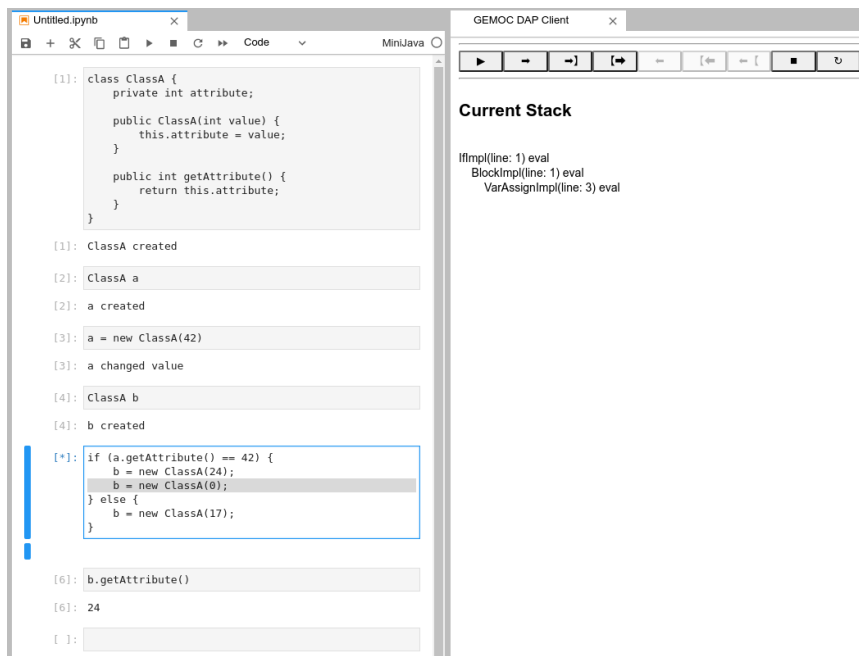 Untitled.ipynb
GEMOC DAP Client
Code
MiniJava
[1]: class ClassA {
    private int attribute;
    public ClassA(int value) {
        this.attribute = value;
    }
    public int getAttribute() {
        return this.attribute;
    }
}
[1]: ClassA created
[2]: ClassA a
[2]: a created
[3]: a = new ClassA(42)
[3]: a changed value
[4]: ClassA b
[4]: b created
[*]: if (a.getAttribute() == 42) {
    b = new ClassA(24);
    b = new ClassA(0);
} else {
    b = new ClassA(17);
}
[6]: b.getAttribute()
[6]: 24
[ ]:
Current Stack
IfImpl(line: 1) eval
BlockImpl(line: 1) eval
VarAssignImpl(line: 3) eval